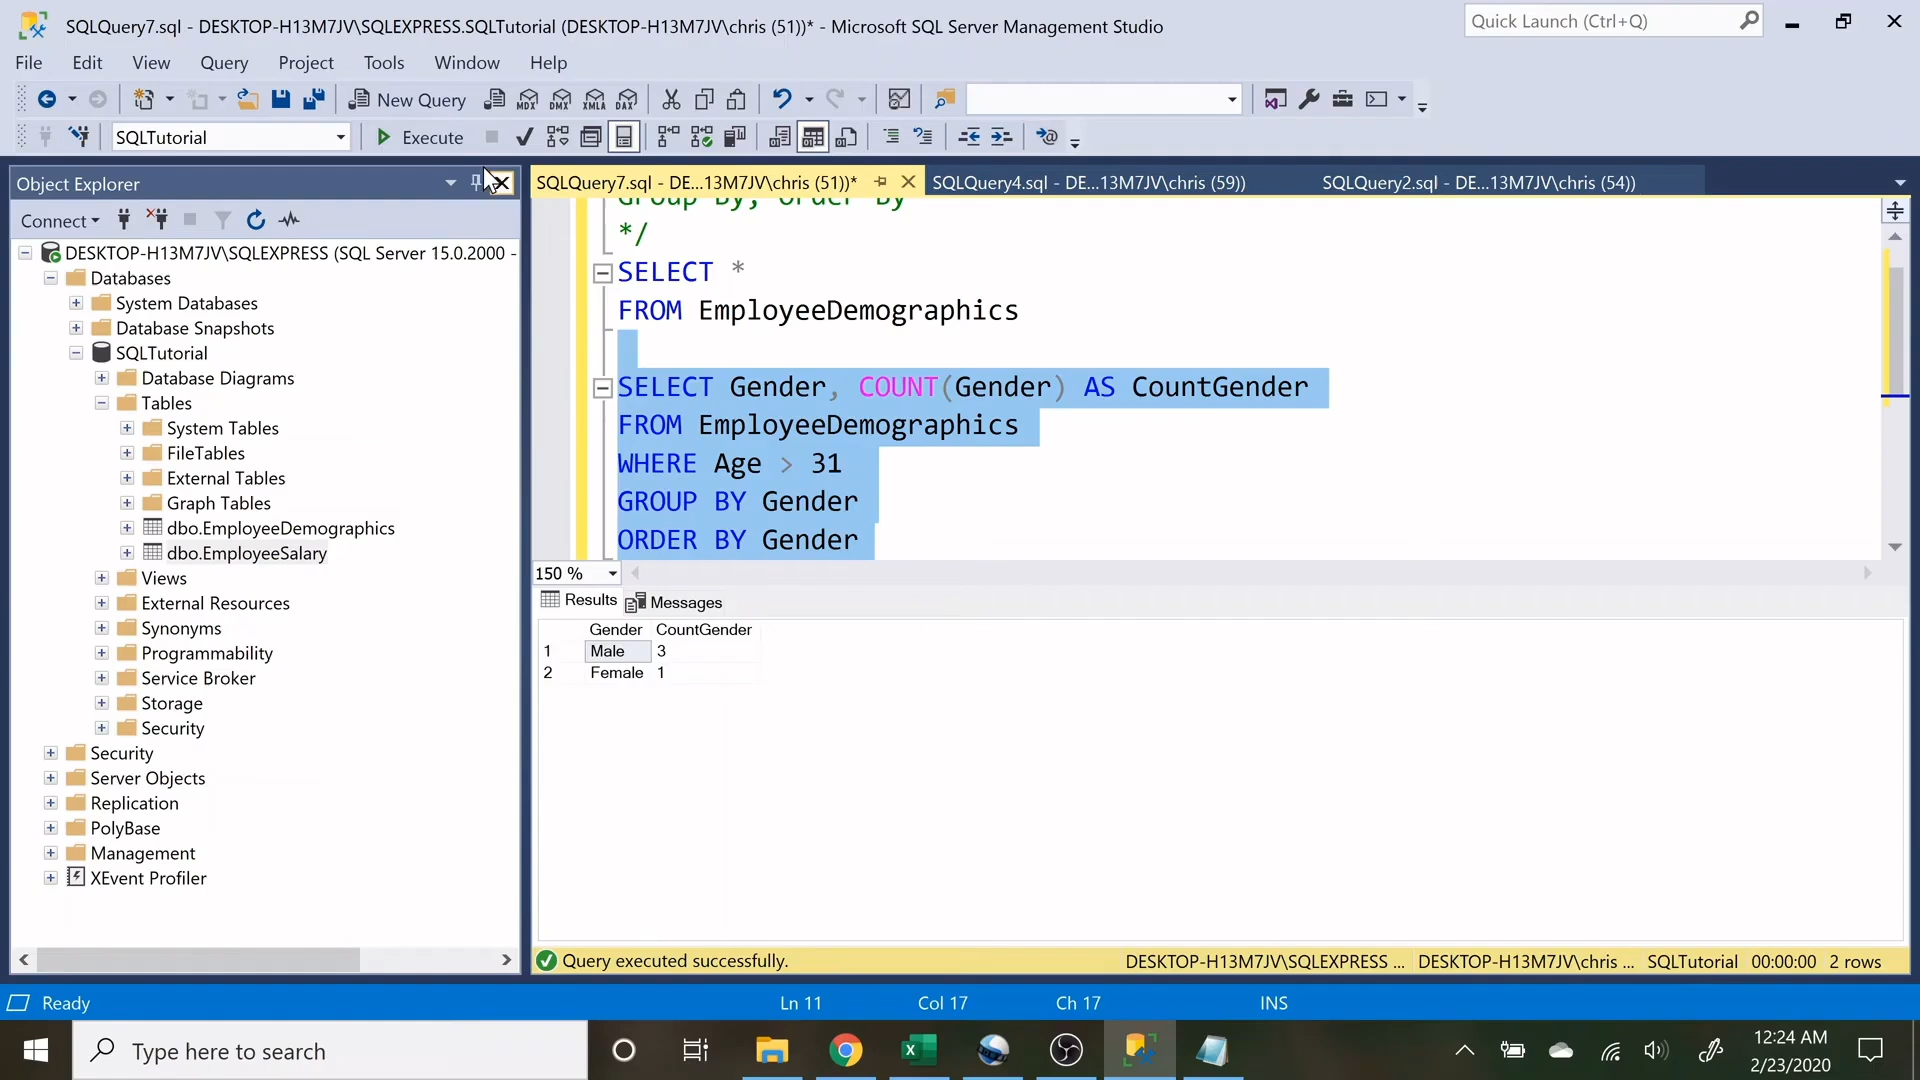 SQLQuery7.sql - DESKTOP-H13M7JV\SQLEXPRESS.SQLTutorial (DESKTOP-H13M7JV\chris (51))* - Microsoft SQL Server Management Studio
Quick Launch (Ctrl+Q)
File Edit View Query Project Tools Window Help
New Query MDX DMX XMLA DAX
SQLTutorial Execute
Object Explorer
SQLQuery7.sql - DE...13M7JV\chris (51))* SQLQuery4.sql - DE...13M7JV\chris (59)) SQLQuery2.sql - DE...13M7JV\chris (54))
Connect
DESKTOP-H13M7JV\SQLEXPRESS (SQL Server 15.0.2000 -
Databases
System Databases
Database Snapshots
SQLTutorial
Database Diagrams
Tables
System Tables
FileTables
External Tables
Graph Tables
dbo.EmployeeDemographics
dbo.EmployeeSalary
Views
External Resources
Synonyms
Programmability
Service Broker
Storage
Security
Security
Server Objects
Replication
PolyBase
Management
XEvent Profiler
Group By, Order By
*/
SELECT *
FROM EmployeeDemographics
SELECT Gender, COUNT(Gender) AS CountGender
FROM EmployeeDemographics
WHERE Age > 31
GROUP BY Gender
ORDER BY Gender
150 %
Results Messages
Gender CountGender
1 Male 3
2 Female 1
Query executed successfully. DESKTOP-H13M7JV\SQLEXPRESS ... DESKTOP-H13M7JV\chris ... SQLTutorial 00:00:00 2 rows
Ready Ln 11 Col 17 Ch 17 INS
Type here to search
12:24 AM
2/23/2020